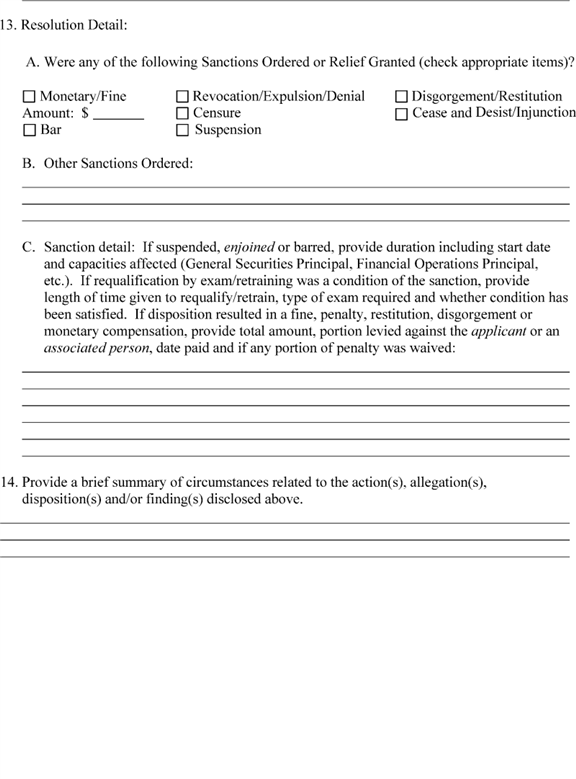 13. Resolution Detail:
A. Were any of the following Sanctions Ordered or Relief Granted (check appropriate items)?
☐ Monetary/Fine ☐ Revocation/Expulsion/Denial ☐ Disgorgement/Restitution
Amount: $ ________ ☐ Censure ☐ Cease and Desist/Injunction
☐ Bar ☐ Suspension
B. Other Sanctions Ordered:
C. Sanction detail: If suspended, enjoined or barred, provide duration including start date
and capacities affected (General Securities Principal, Financial Operations Principal,
etc.). If requalification by exam/retraining was a condition of the sanction, provide
length of time given to requalify/retrain, type of exam required and whether condition has
been satisfied. If disposition resulted in a fine, penalty, restitution, disgorgement or
monetary compensation, provide total amount, portion levied against the applicant or an
associated person, date paid and if any portion of penalty was waived:
14. Provide a brief summary of circumstances related to the action(s), allegation(s),
disposition(s) and/or finding(s) disclosed above.